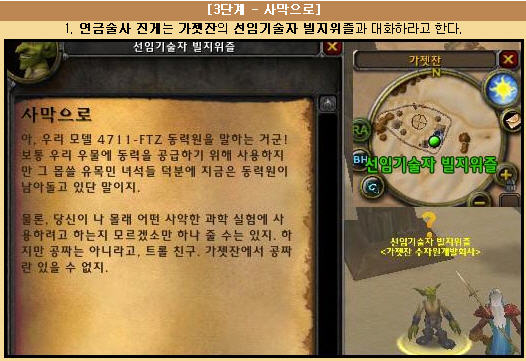 [3단계 - 사막으로]
1. 연금술사 진게는 가젯잔의 선임기술자 빌지위즐과 대화하라고 한다.
선임기술자 빌지위즐
사막으로
아, 우리 모델 4711-FTZ 동력원을 말하는 거군!
보통 우리 우물에 동력을 공급하기 위해 사용하지
만 그 몹쓸 유목민 녀석들 덕분에 지금은 동력원이
남아돌고 있단 말이지.
물론, 당신이 나 몰래 어떤 사악한 과학 실험에 사
용하려고 하는지 모르겠소만 하나 줄 수는 있지. 하
지만 공짜는 아니라고, 트롤 친구. 가젯잔에서 공짜
란 있을 수 없지.
가젯잔
N
RA
BH
G
선임기술자 빌지위즐
?
선임기술자 빌지위즐
<가젯잔 수자원개발회사>